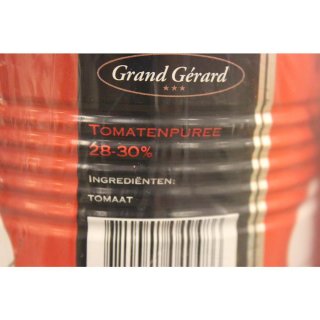 Grand Gérard
★★★
TOMATENPUREE
28-30%
INGREDIËNTEN:
TOMAAT